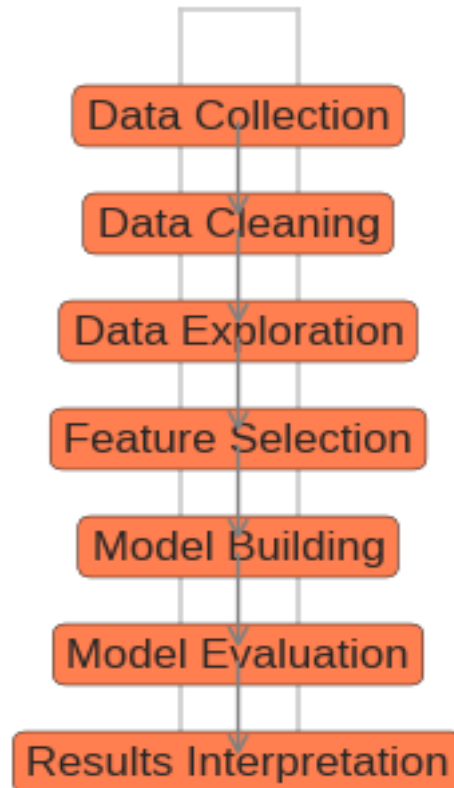 Data Collection
Data Cleaning
Data Exploration
Feature Selection
Model Building
Model Evaluation
Results Interpretation